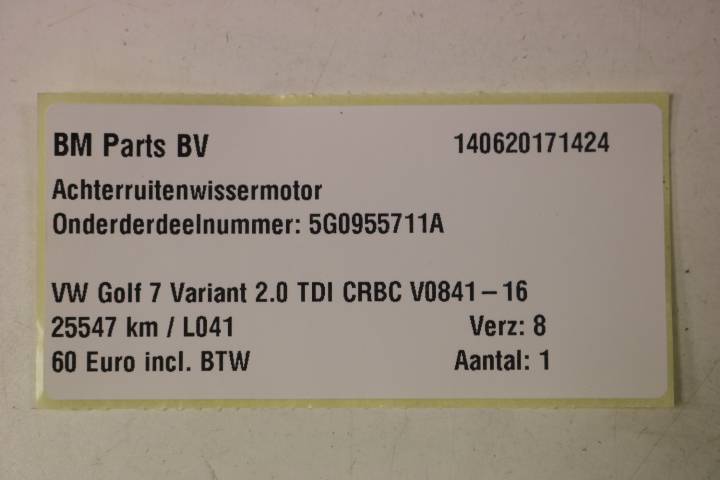 BM Parts BV 140620171424
Achterruitenwissermotor
Onderderdeelnummer: 5G0955711A
VW Golf 7 Variant 2.0 TDI CRBC V0841-16
25547 km / L041 Verz: 8
60 Euro incl. BTW Aantal: 1